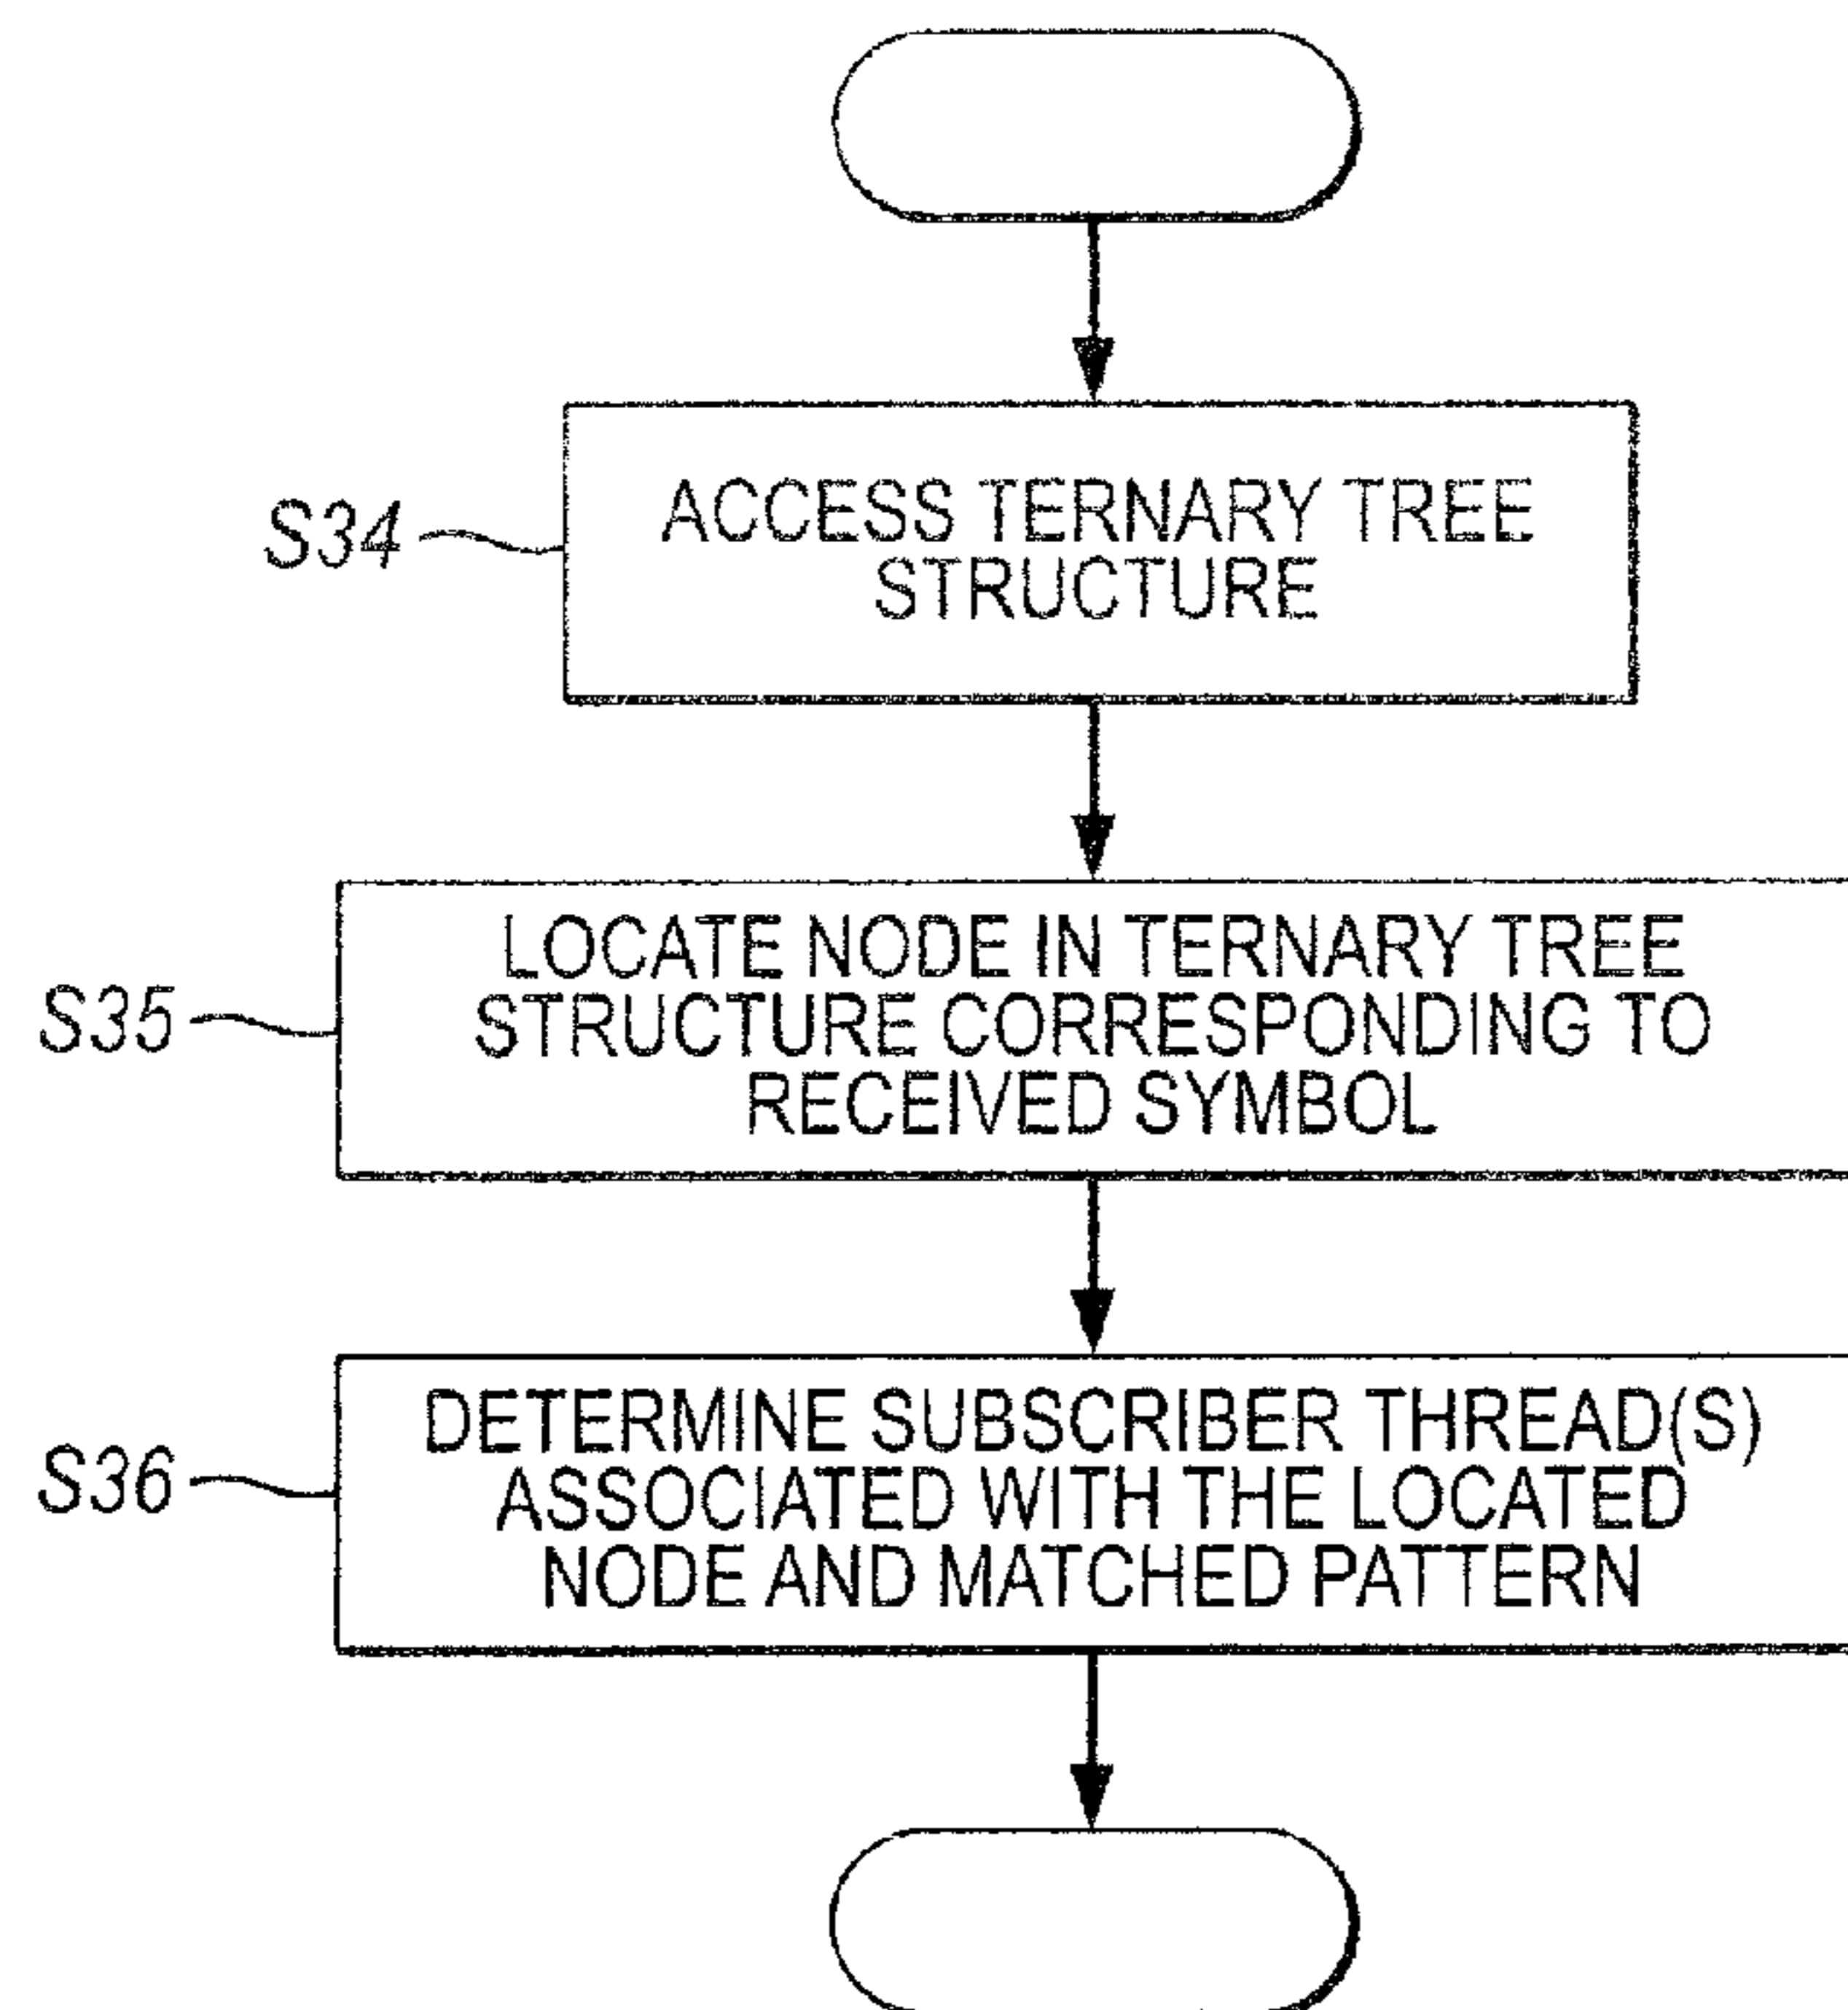 S34
ACCESS TERNARY TREE
STRUCTURE
S35
LOCATE NODE IN TERNARY TREE
STRUCTURE CORRESPONDING TO
RECEIVED SYMBOL
S36
DETERMINE SUBSCRIBER THREAD(S)
ASSOCIATED WITH THE LOCATED
NODE AND MATCHED PATTERN